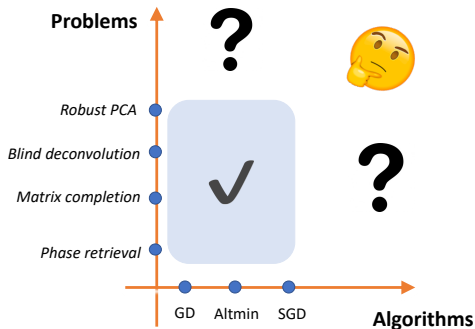 Problems
?
Robust PCA
Blind deconvolution
Matrix completion
Phase retrieval
?
GD Altmin SGD
Algorithms